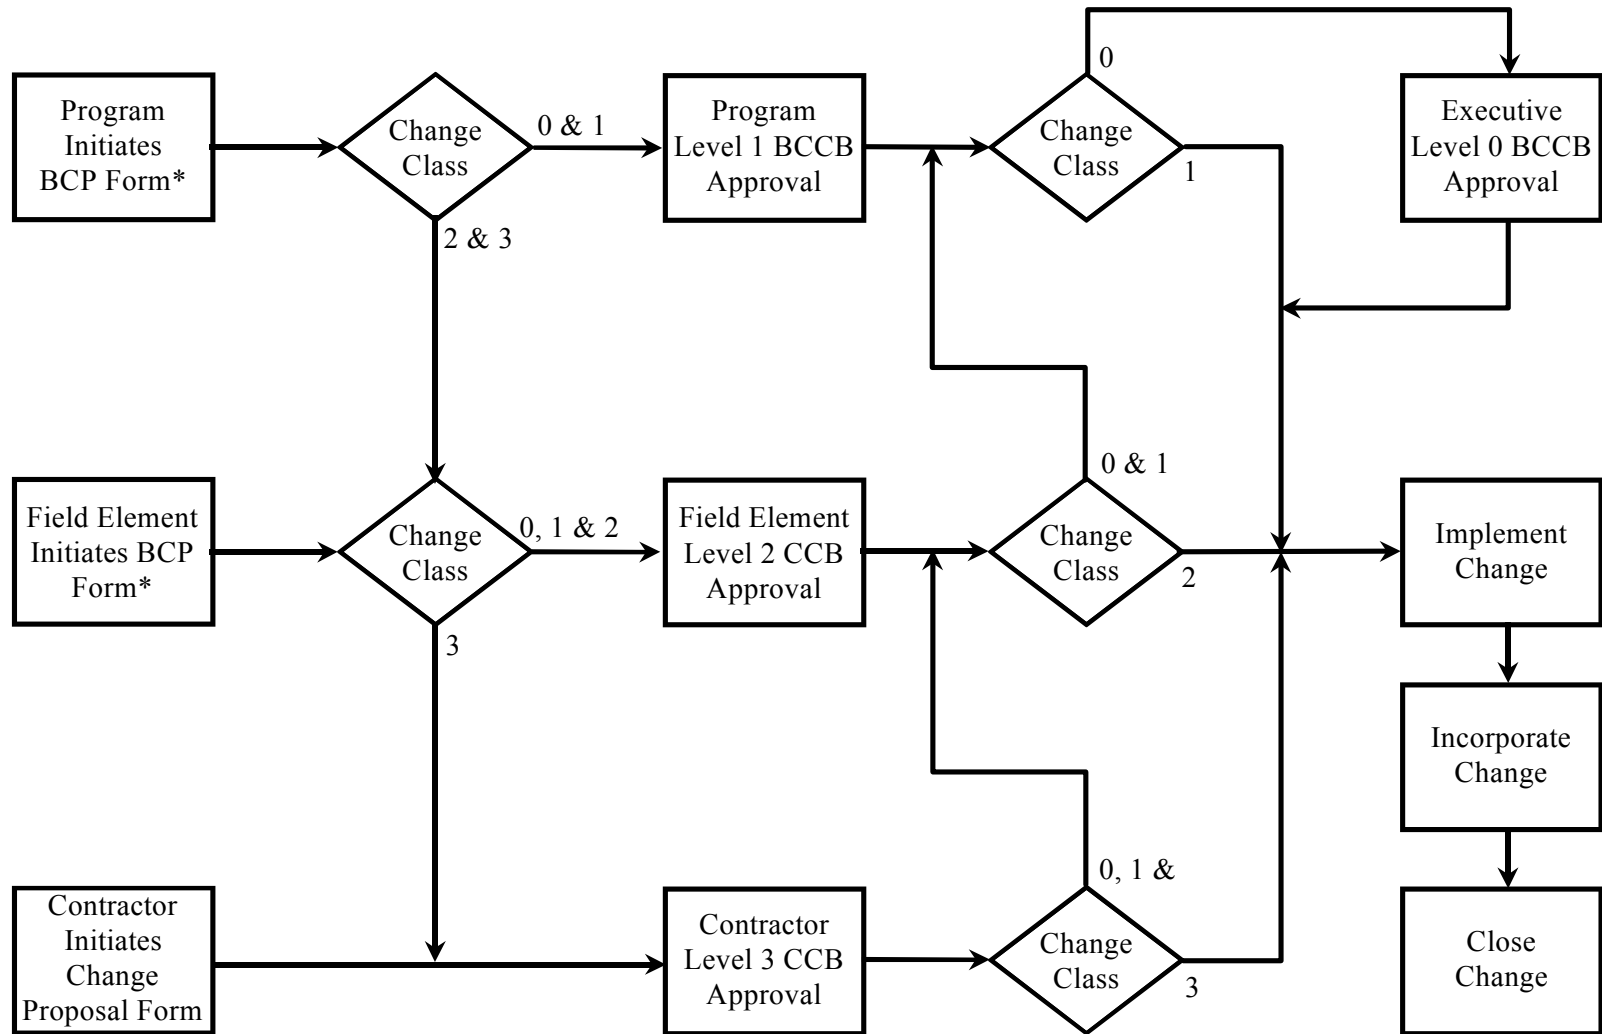 Program
Initiates
BCP Form*
Change
Class
0 & 1
2 & 3
Program
Level 1 BCCB
Approval
Change
Class
0
1
Executive
Level 0 BCCB
Approval
Field Element
Initiates BCP
Form*
Change
Class
0, 1 & 2
3
Field Element
Level 2 CCB
Approval
Change
Class
0 & 1
2
Implement
Change
Incorporate
Change
Contractor
Initiates
Change
Proposal Form
Contractor
Level 3 CCB
Approval
Change
Class
0, 1 &
3
Close
Change